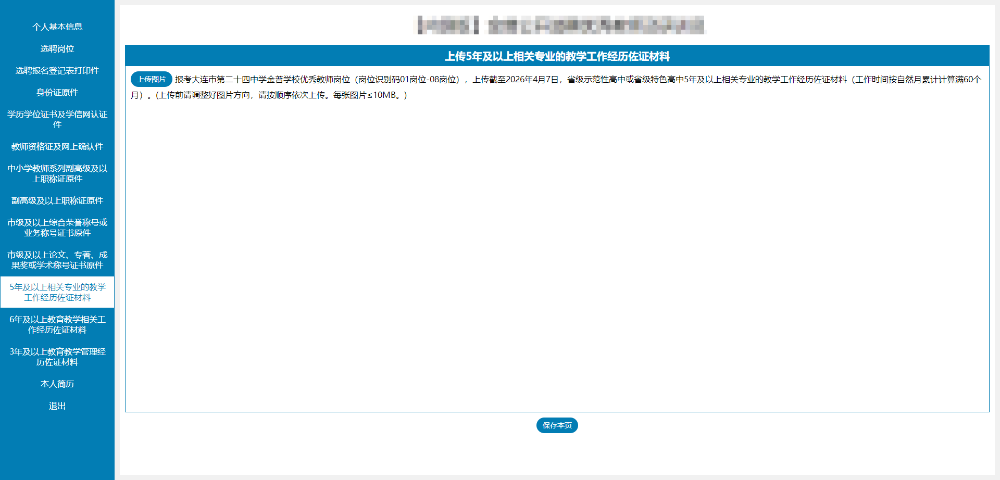 个人基本信息
选聘岗位
选聘报名登记表打印件
身份证原件
学历学位证书及学信网认证
件
教师资格证及网上确认件
中小学教师系列副高级及以
上职称证原件
副高级及以上职称证原件
市级及以上综合荣誉称号或
业务称号证书原件
市级及以上论文、专著、成
果奖或学术称号证书原件
5年及以上相关专业的教学
工作经历佐证材料
6年及以上教育教学相关工
作经历佐证材料
3年及以上教育教学管理经
历佐证材料
本人简历
退出
上传5年及以上相关专业的教学工作经历佐证材料
上传图片 报考大连市第二十四中学金普学校优秀教师岗位（岗位识别码01岗位-08岗位），上传截至2026年4月7日，省级示范性高中或省级特色高中5年及以上相关专业的教学工作经历佐证材料（工作时间按自然月累计计算满60个
月）。(上传前请调整好图片方向，请按顺序依次上传。每张图片≤10MB。)
保存本页